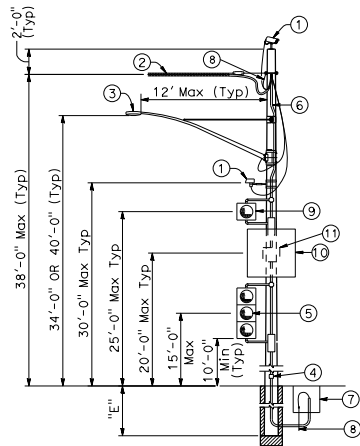 2'-0"
(Typ)
1
2
8
3
12' Max (Typ)
6
1
9
11
10
5
4
7
8
38'-0" Max (Typ)
34'-0" OR 40'-0" (Typ)
30'-0" Max Typ
25'-0" Max Typ
20'-0" Max Typ
15'-0"
Max
10'-0"
Min
(Typ)
"E"